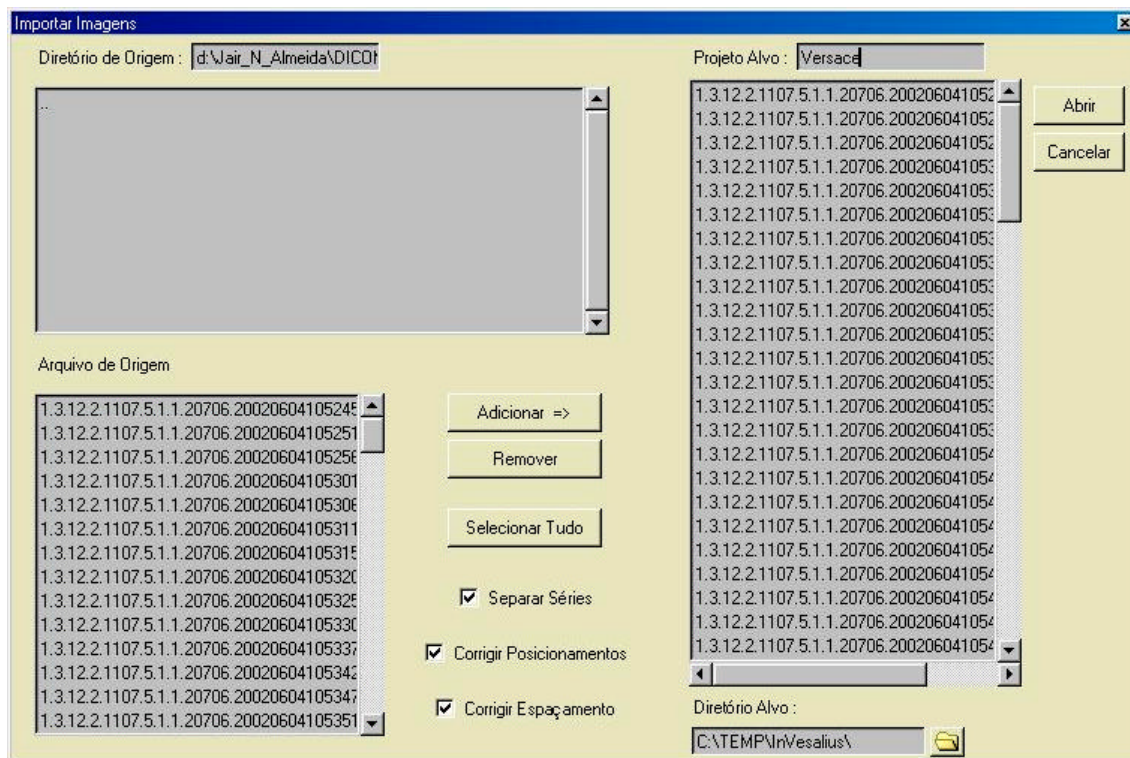 Importar Imagens
Diretório de Origem :
d:\Jair_N_Almeida\DICOM
..
Arquivo de Origem
1.3.12.2.1107.5.1.1.20706.20020604105245
1.3.12.2.1107.5.1.1.20706.20020604105251
1.3.12.2.1107.5.1.1.20706.20020604105256
1.3.12.2.1107.5.1.1.20706.20020604105301
1.3.12.2.1107.5.1.1.20706.20020604105306
1.3.12.2.1107.5.1.1.20706.20020604105311
1.3.12.2.1107.5.1.1.20706.20020604105315
1.3.12.2.1107.5.1.1.20706.20020604105320
1.3.12.2.1107.5.1.1.20706.20020604105325
1.3.12.2.1107.5.1.1.20706.20020604105330
1.3.12.2.1107.5.1.1.20706.20020604105337
1.3.12.2.1107.5.1.1.20706.20020604105342
1.3.12.2.1107.5.1.1.20706.20020604105347
1.3.12.2.1107.5.1.1.20706.20020604105351
Adicionar =>
Remover
Selecionar Tudo
Separar Séries
Corrigir Posicionamentos
Corrigir Espaçamento
Projeto Alvo :
Versace
1.3.12.2.1107.5.1.1.20706.200206041052
1.3.12.2.1107.5.1.1.20706.200206041052
1.3.12.2.1107.5.1.1.20706.200206041052
1.3.12.2.1107.5.1.1.20706.200206041053
1.3.12.2.1107.5.1.1.20706.200206041053
1.3.12.2.1107.5.1.1.20706.200206041053
1.3.12.2.1107.5.1.1.20706.200206041053
1.3.12.2.1107.5.1.1.20706.200206041053
1.3.12.2.1107.5.1.1.20706.200206041053
1.3.12.2.1107.5.1.1.20706.200206041053
1.3.12.2.1107.5.1.1.20706.200206041053
1.3.12.2.1107.5.1.1.20706.200206041053
1.3.12.2.1107.5.1.1.20706.200206041053
1.3.12.2.1107.5.1.1.20706.200206041053
1.3.12.2.1107.5.1.1.20706.200206041053
1.3.12.2.1107.5.1.1.20706.200206041054
1.3.12.2.1107.5.1.1.20706.200206041054
1.3.12.2.1107.5.1.1.20706.200206041054
1.3.12.2.1107.5.1.1.20706.200206041054
1.3.12.2.1107.5.1.1.20706.200206041054
1.3.12.2.1107.5.1.1.20706.200206041054
1.3.12.2.1107.5.1.1.20706.200206041054
1.3.12.2.1107.5.1.1.20706.200206041054
1.3.12.2.1107.5.1.1.20706.200206041054
Diretório Alvo :
C:\TEMP\InVesalius\
Abrir
Cancelar